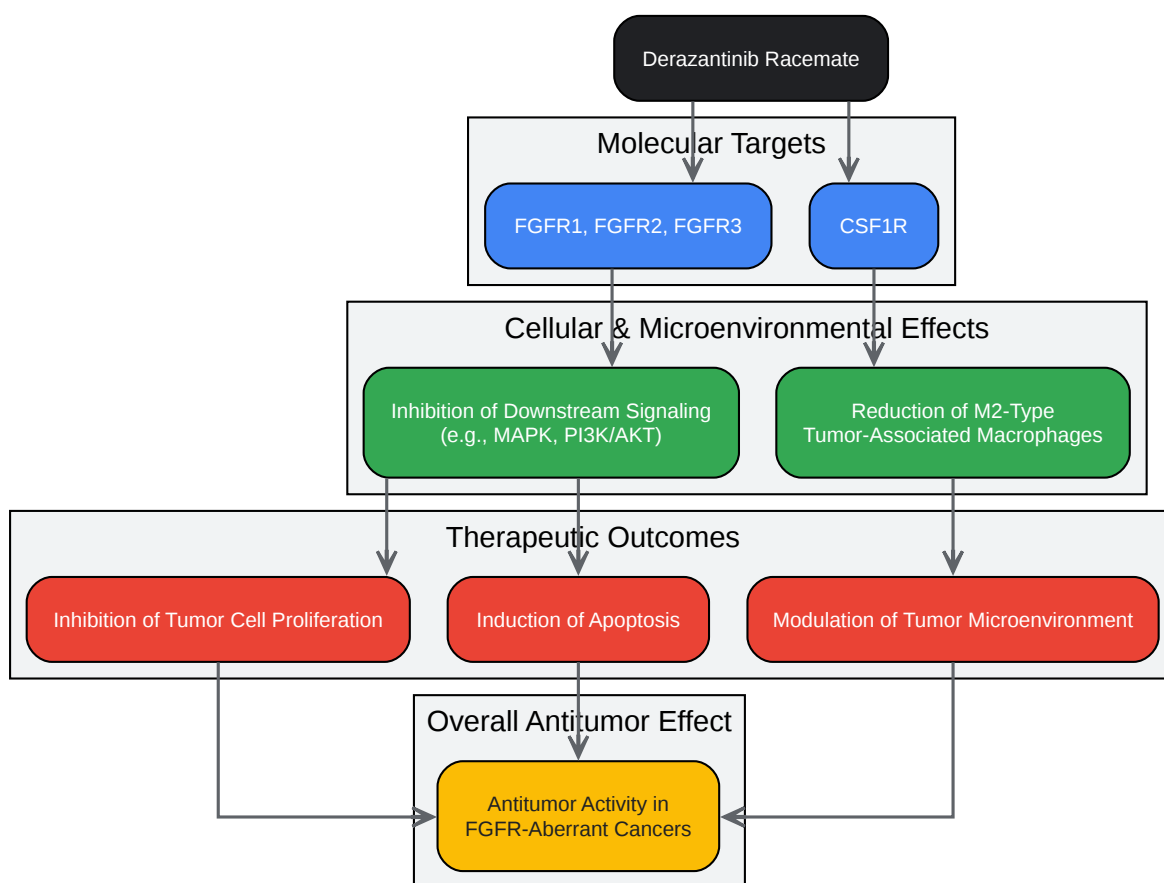 Derazantinib Racemate
Molecular Targets
FGFR1, FGFR2, FGFR3
CSF1R
Cellular & Microenvironmental Effects
Inhibition of Downstream Signaling
(e.g., MAPK, PI3K/AKT)
Reduction of M2-Type
Tumor-Associated Macrophages
Therapeutic Outcomes
Inhibition of Tumor Cell Proliferation
Induction of Apoptosis
Modulation of Tumor Microenvironment
Overall Antitumor Effect
Antitumor Activity in
FGFR-Aberrant Cancers